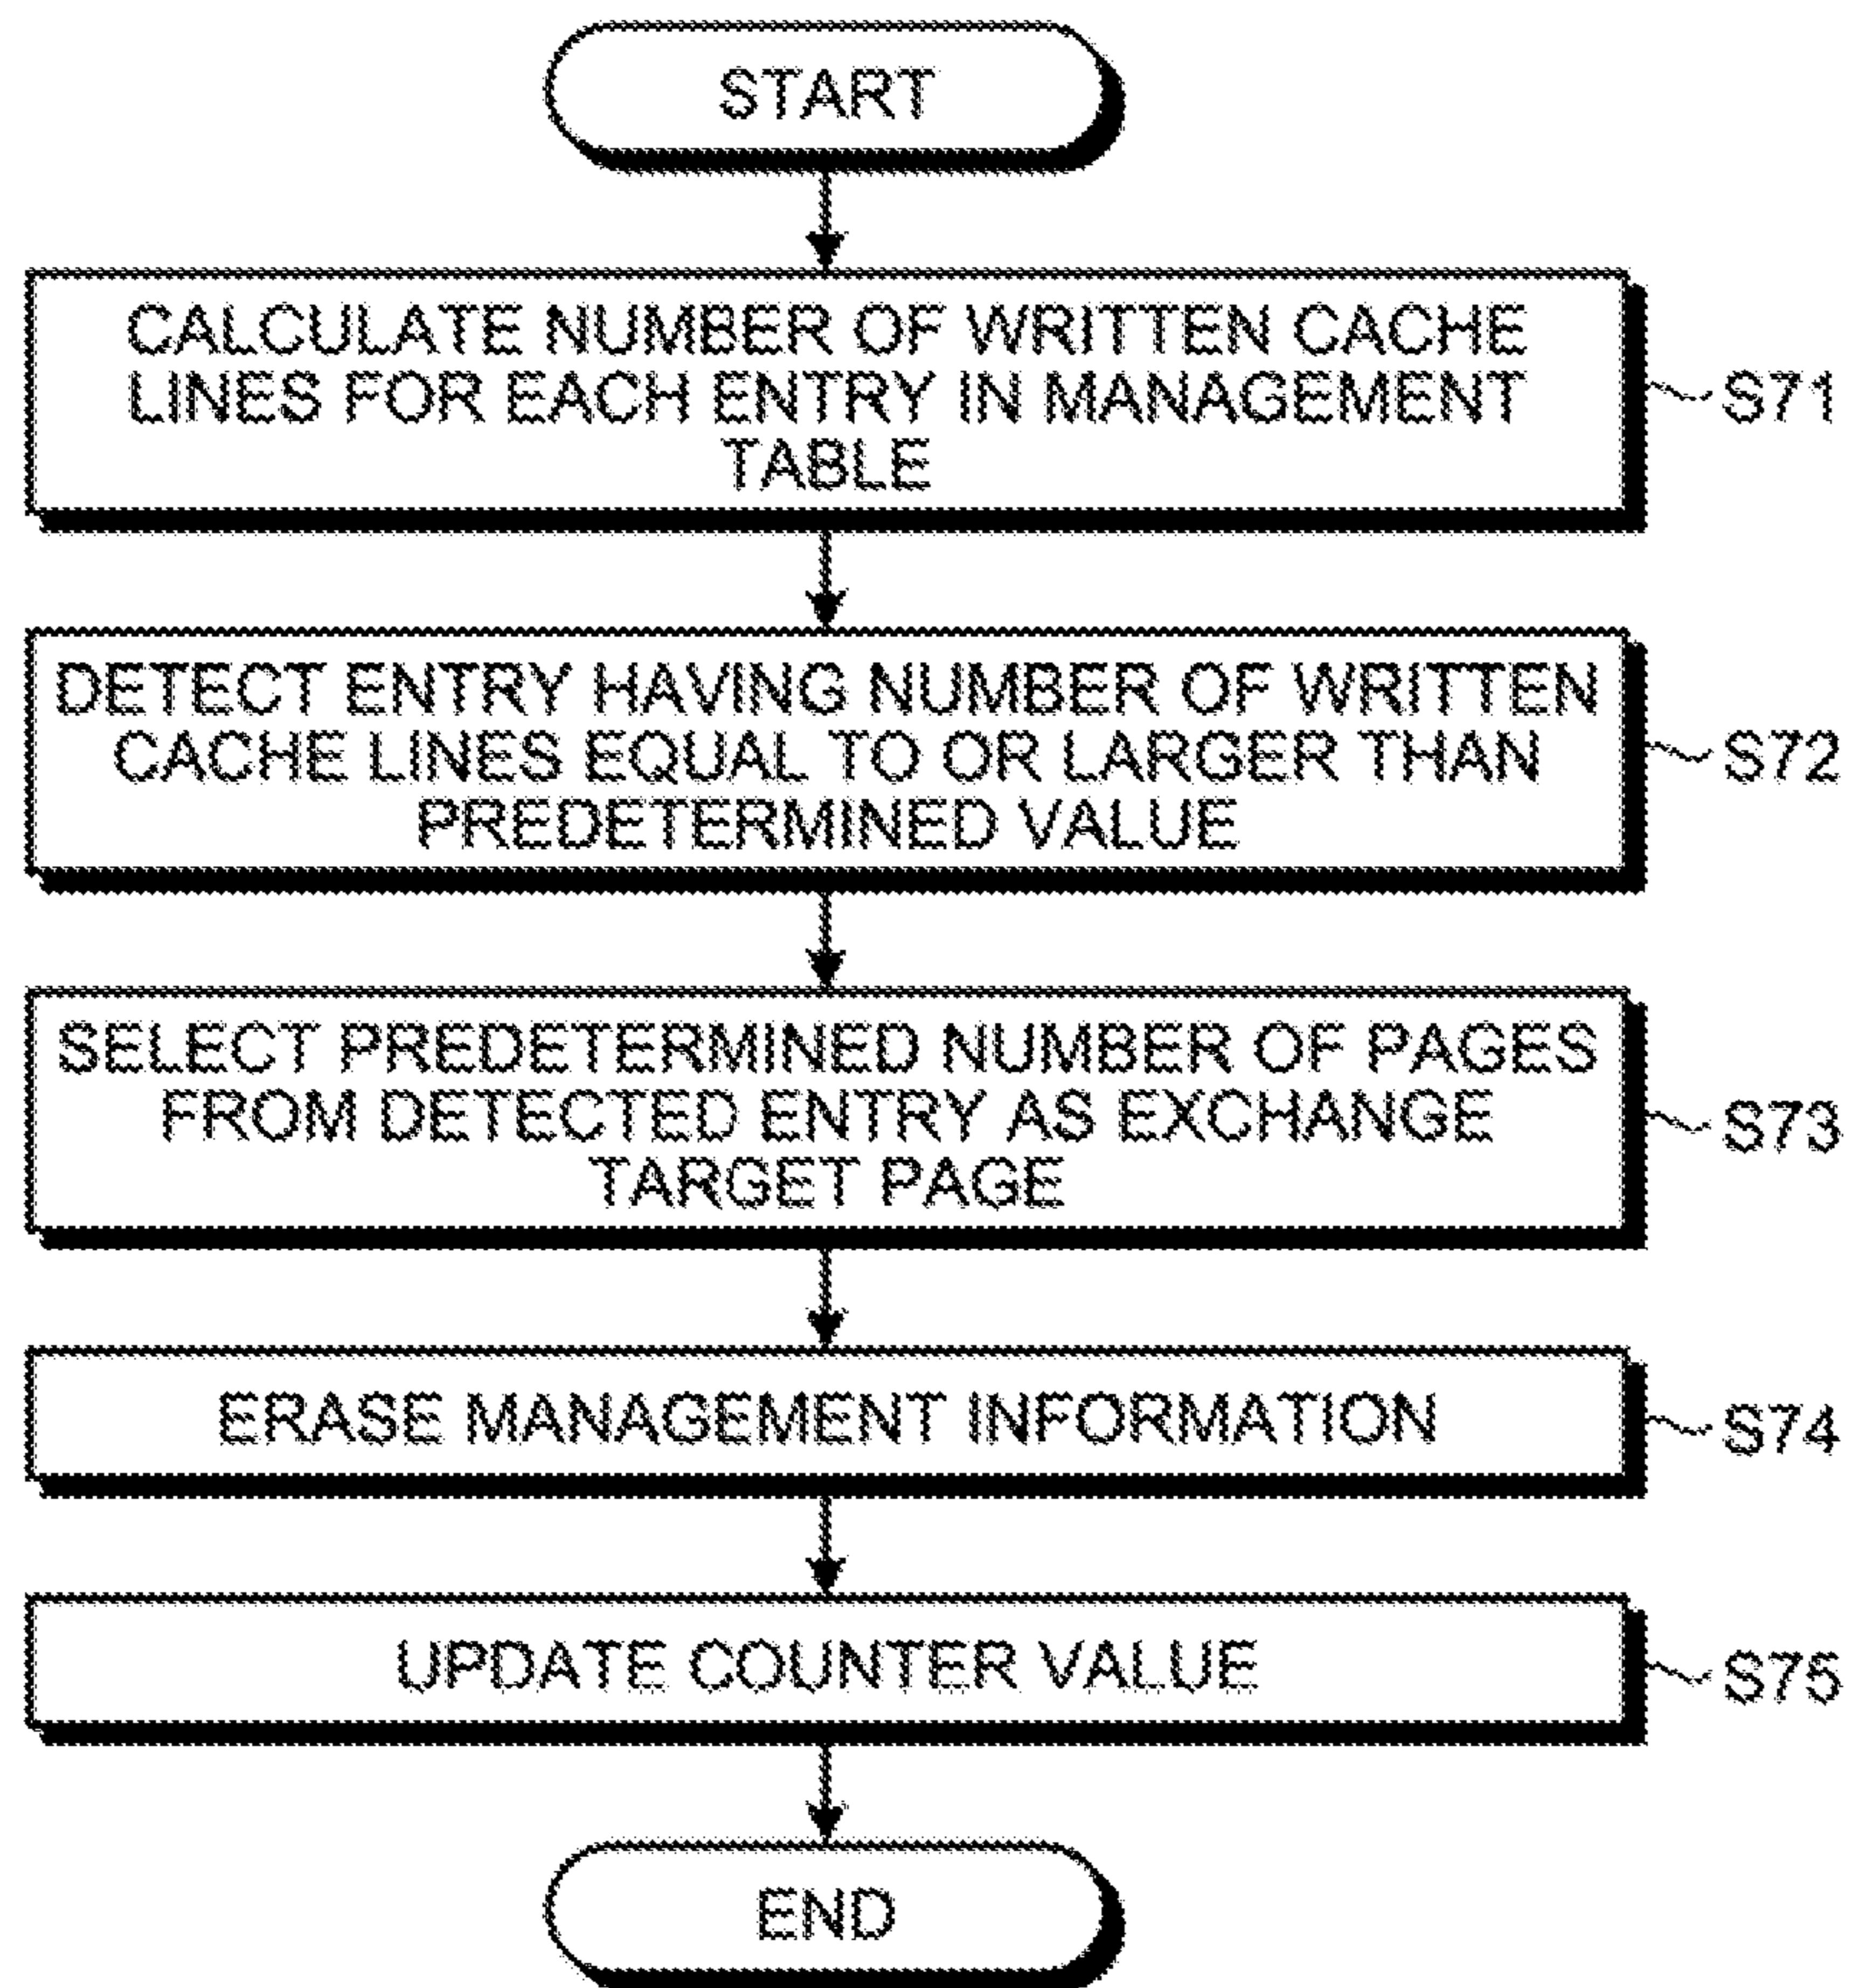 START
CALCULATE NUMBER OF WRITTEN CACHE
LINES FOR EACH ENTRY IN MANAGEMENT
TABLE
S71
DETECT ENTRY HAVING NUMBER OF WRITTEN
CACHE LINES EQUAL TO OR LARGER THAN
PREDETERMINED VALUE
S72
SELECT PREDETERMINED NUMBER OF PAGES
FROM DETECTED ENTRY AS EXCHANGE
TARGET PAGE
S73
ERASE MANAGEMENT INFORMATION
S74
UPDATE COUNTER VALUE
S75
END